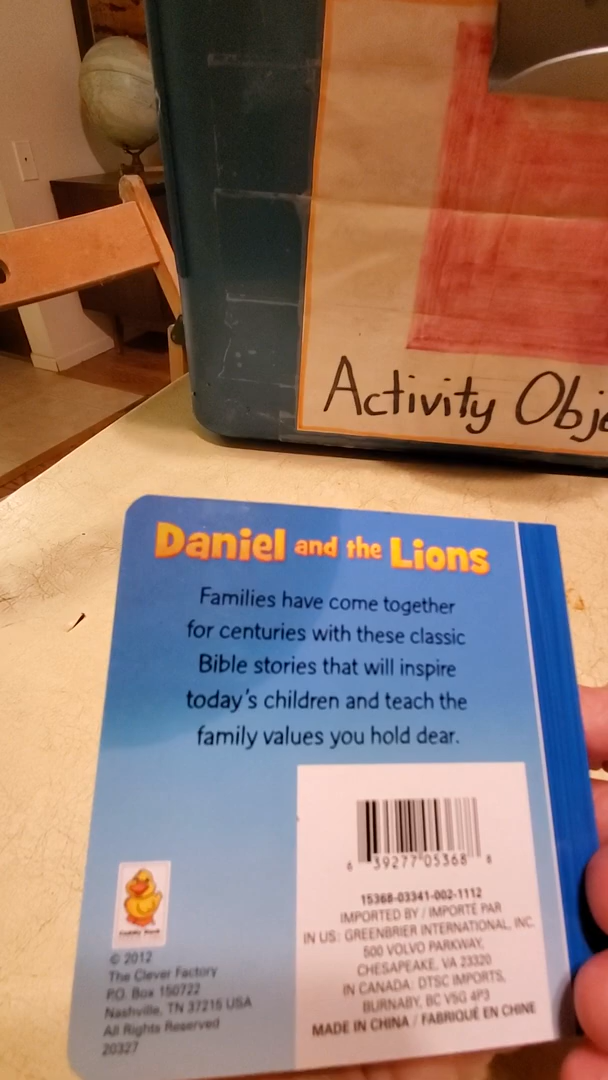 Activity Obje
Daniel and the Lions
Families have come together
for centuries with these classic
Bible stories that will inspire
today's children and teach the
family values you hold dear.
6 39277 05368 8
15368-03341-002-1112
IMPORTED BY / IMPORTÉ PAR
IN US: GREENBRIER INTERNATIONAL, INC.
500 VOLVO PARKWAY,
CHESAPEAKE, VA 23320
IN CANADA: DTSC IMPORTS,
BURNABY, BC V5G 4P3
MADE IN CHINA / FABRIQUÉ EN CHINE
© 2012
The Clever Factory
P.O. Box 150722
Nashville, TN 37215 USA
All Rights Reserved
20327